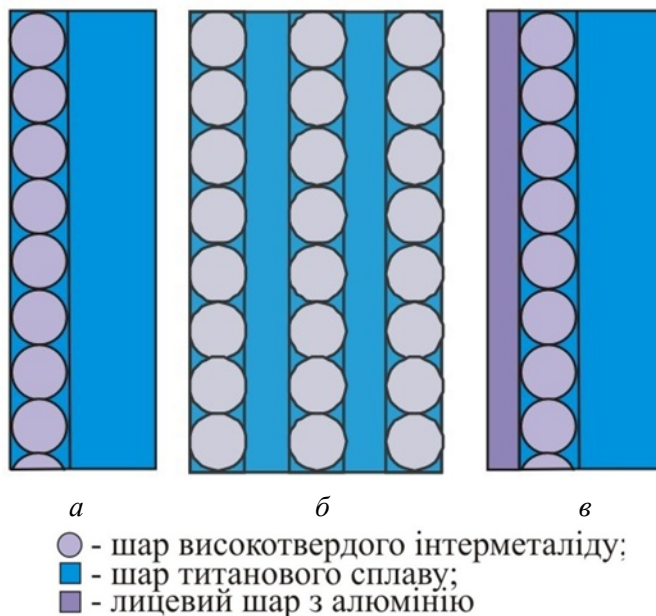 а б в
- шар високотвердого інтерметаліду;
- шар титанового сплаву;
- лицевий шар з алюмінію